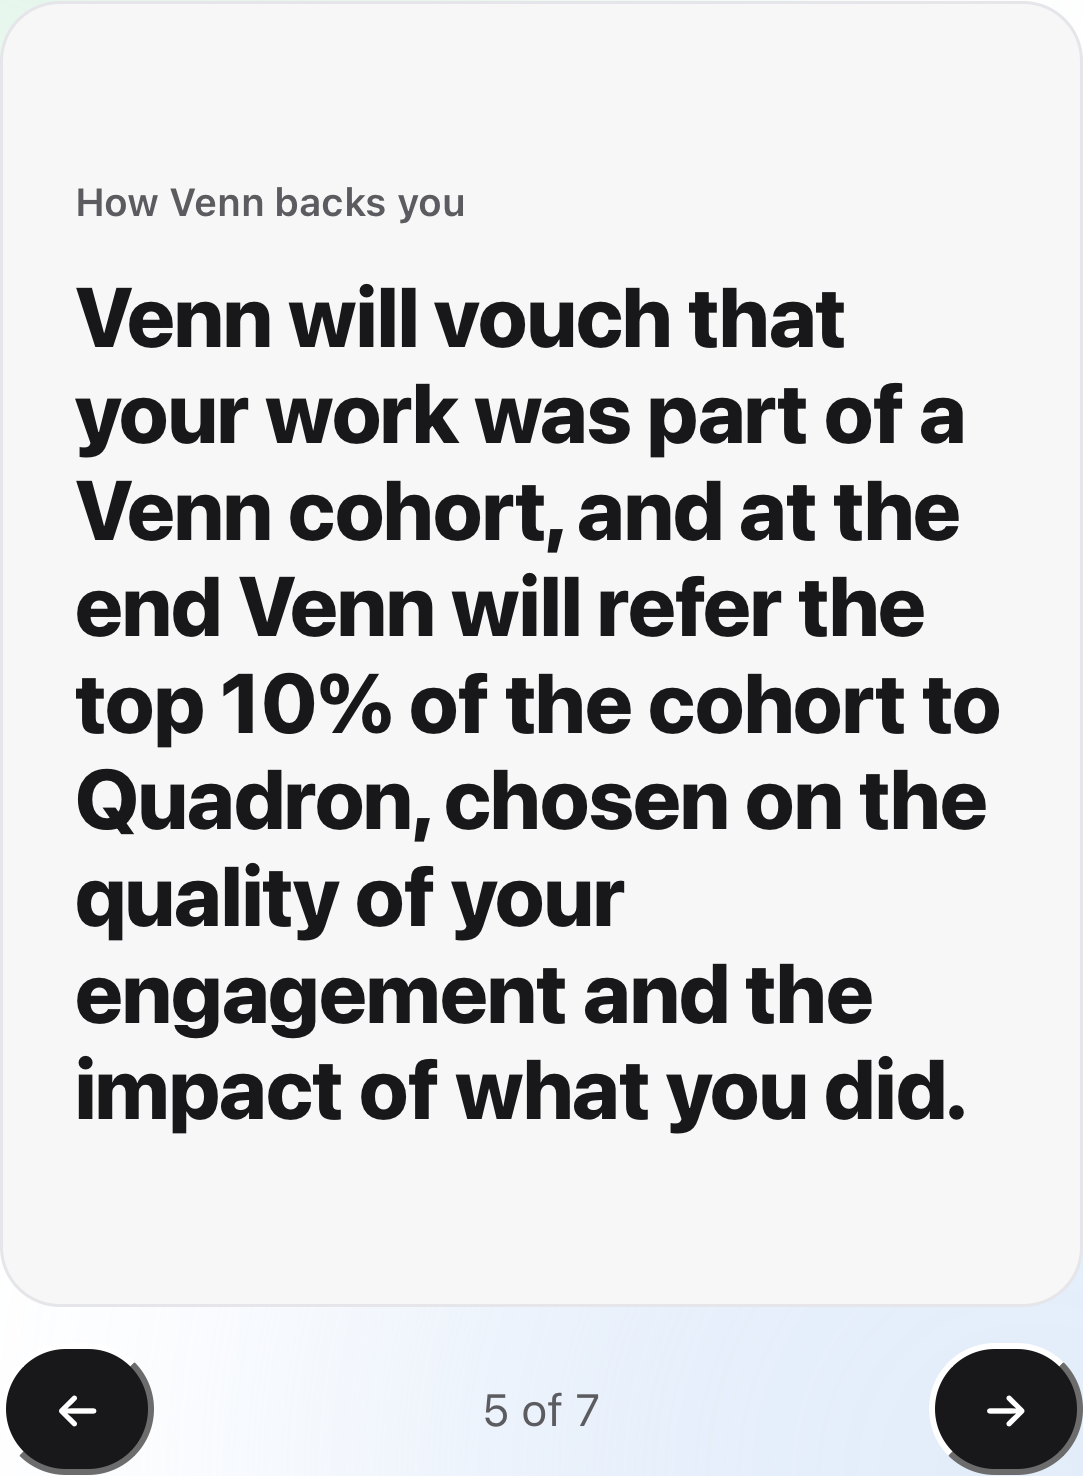 How Venn backs you
Venn will vouch that
your work was part of a
Venn cohort, and at the
end Venn will refer the
top 10% of the cohort to
Quadron, chosen on the
quality of your
engagement and the
impact of what you did.
5 of 7